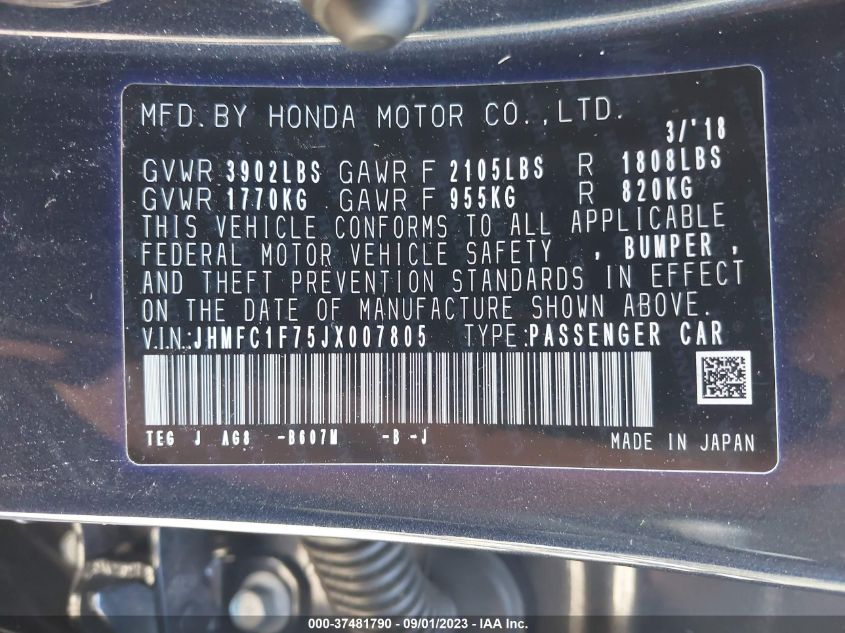 MFD. BY HONDA MOTOR CO.,LTD.
3/'18
GVWR 3902LBS GAWR F 2105LBS R 1808LBS
GVWR 1770KG GAWR F 955KG R 820KG
THIS VEHICLE CONFORMS TO ALL APPLICABLE
FEDERAL MOTOR VEHICLE SAFETY , BUMPER ,
AND THEFT PREVENTION STANDARDS IN EFFECT
ON THE DATE OF MANUFACTURE SHOWN ABOVE.
V.I.N.:JHMFC1F75JX007805 TYPE:PASSENGER CAR
TEG J AG8 -B607M -B -J
MADE IN JAPAN
000-37481790 - 09/01/2023 - IAA Inc.